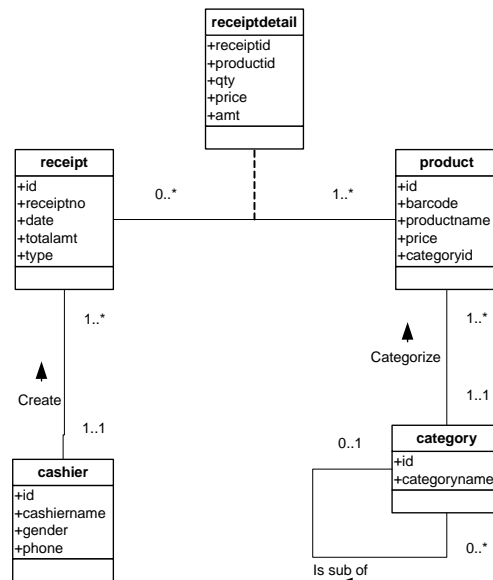 receiptdetail
+receiptid
+productid
+qty
+price
+amt
receipt
+id
+receiptno
+date
+totalamt
+type
0..*
1..*
product
+id
+barcode
+productname
+price
+categoryid
1..*
Create
1..1
1..*
Categorize
1..1
cashier
+id
+cashiername
+gender
+phone
0..1
category
+id
+categoryname
0..*
Is sub of